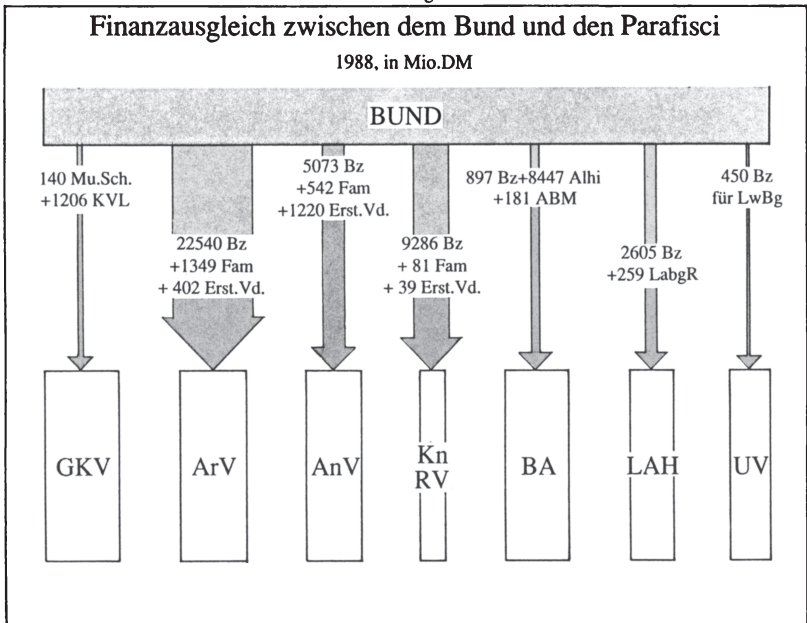 Finanzausgleich zwischen dem Bund und den Parafisci
1988, in Mio.DM
BUND
140 Mu.Sch.
+1206 KVL
22540 Bz
+1349 Fam
+ 402 Erst.Vd.
5073 Bz
+542 Fam
+1220 Erst.Vd.
9286 Bz
+ 81 Fam
+ 39 Erst.Vd.
897 Bz+8447 Alhi
+181 ABM
2605 Bz
+259 LabgR
450 Bz
für LwBg
GKV
ArV
AnV
Kn
RV
BA
LAH
UV